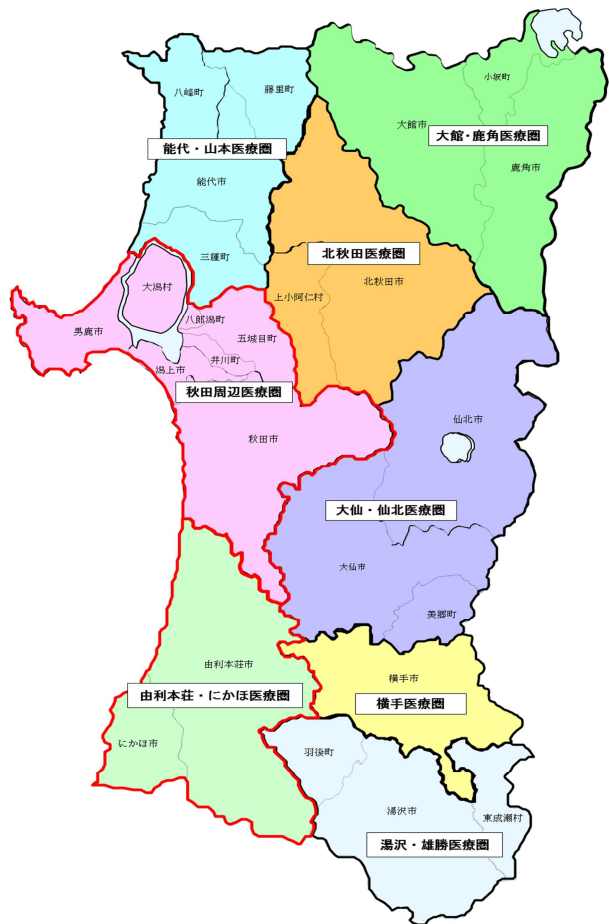 小坂町
藤里町
八峰町
大館市
大館・鹿角医療圏
能代・山本医療圏
鹿角市
能代市
三種町
北秋田医療圏
北秋田市
大潟村
上小阿仁村
八郎潟町
男鹿市
五城目町
井川町
潟上市
秋田周辺医療圏
仙北市
秋田市
大仙・仙北医療圏
大仙市
美郷町
由利本荘市
横手市
由利本荘・にかほ医療圏
横手医療圏
にかほ市
羽後町
湯沢市
東成瀬村
湯沢・雄勝医療圏